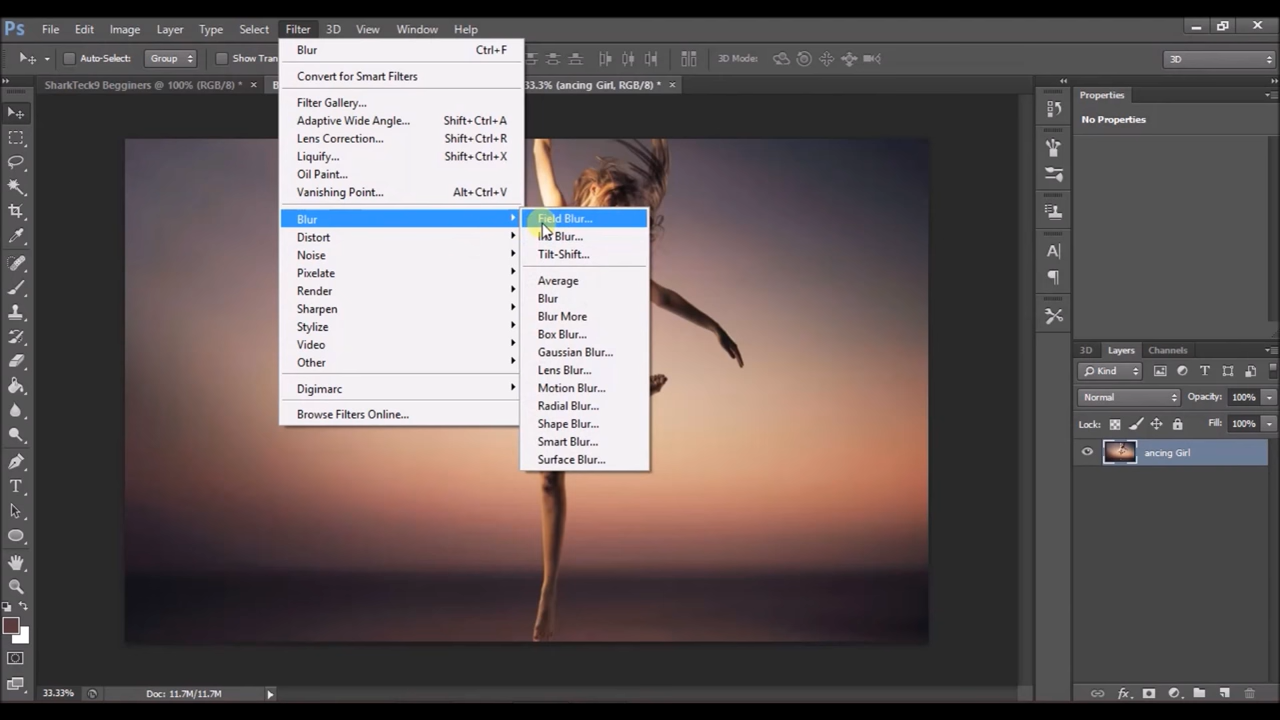 Ps File Edit Image Layer Type Select Filter 3D View Window Help
Auto-Select: Group Show Tran 3D Mode: 3D
SharkTeck9 Begginers @ 100% (RGB/8) * × B 33.3% (ancing Girl, RGB/8) * ×
Blur Ctrl+F
Convert for Smart Filters
Filter Gallery...
Adaptive Wide Angle... Shift+Ctrl+A
Lens Correction... Shift+Ctrl+R
Liquify... Shift+Ctrl+X
Oil Paint...
Vanishing Point... Alt+Ctrl+V
Blur
Distort
Noise
Pixelate
Render
Sharpen
Stylize
Video
Other
Digimarc
Browse Filters Online...
Field Blur...
Iris Blur...
Tilt-Shift...
Average
Blur
Blur More
Box Blur...
Gaussian Blur...
Lens Blur...
Motion Blur...
Radial Blur...
Shape Blur...
Smart Blur...
Surface Blur...
Properties
No Properties
3D Layers Channels
Kind
Normal Opacity: 100%
Lock: Fill: 100%
ancing Girl
33.33% Doc: 11.7M/11.7M